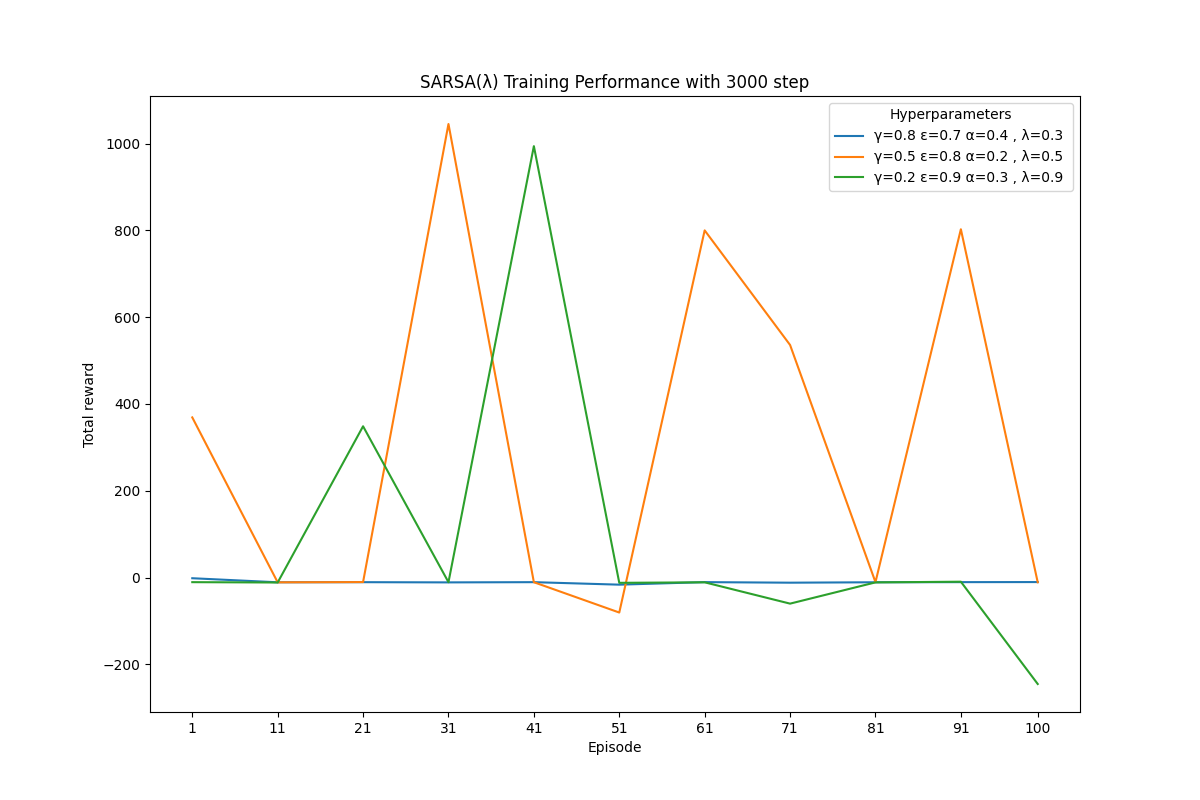 SARSA(λ) Training Performance with 3000 step
Hyperparameters
γ=0.8 ε=0.7 α=0.4 , λ=0.3
γ=0.5 ε=0.8 α=0.2 , λ=0.5
γ=0.2 ε=0.9 α=0.3 , λ=0.9
Total reward
1000
800
600
400
200
0
−200
1 11 21 31 41 51 61 71 81 91 100
Episode